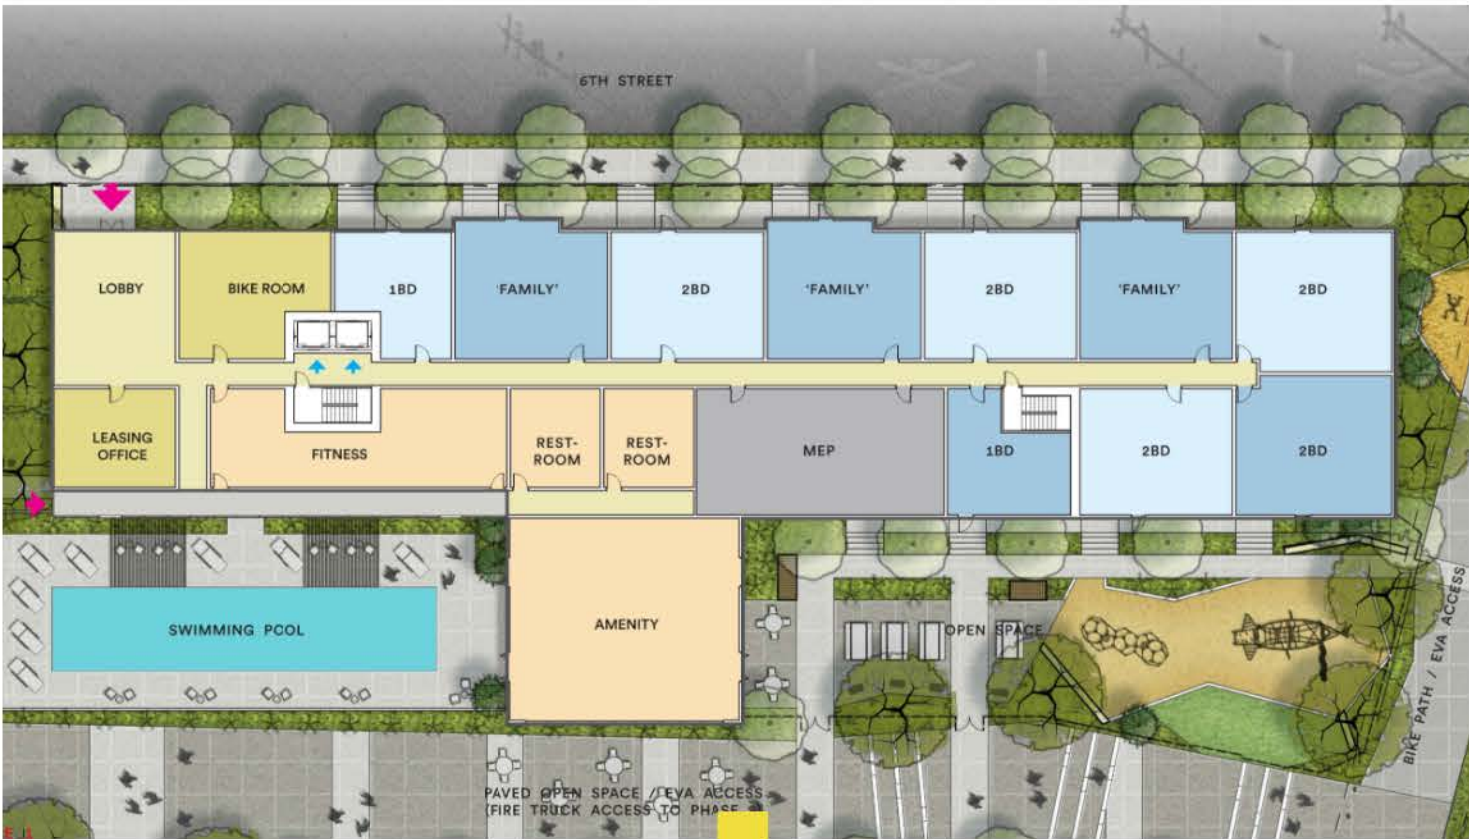 6TH STREET
LOBBY
BIKE ROOM
1BD
'FAMILY'
2BD
'FAMILY'
2BD
'FAMILY'
2BD
LEASING
OFFICE
FITNESS
REST-
ROOM
REST-
ROOM
MEP
1BD
2BD
2BD
SWIMMING POOL
AMENITY
OPEN SPACE
BIKE PATH / EVA ACCESS
PAVED OPEN SPACE / EVA ACCESS
(FIRE TRUCK ACCESS TO PHASE
E 1